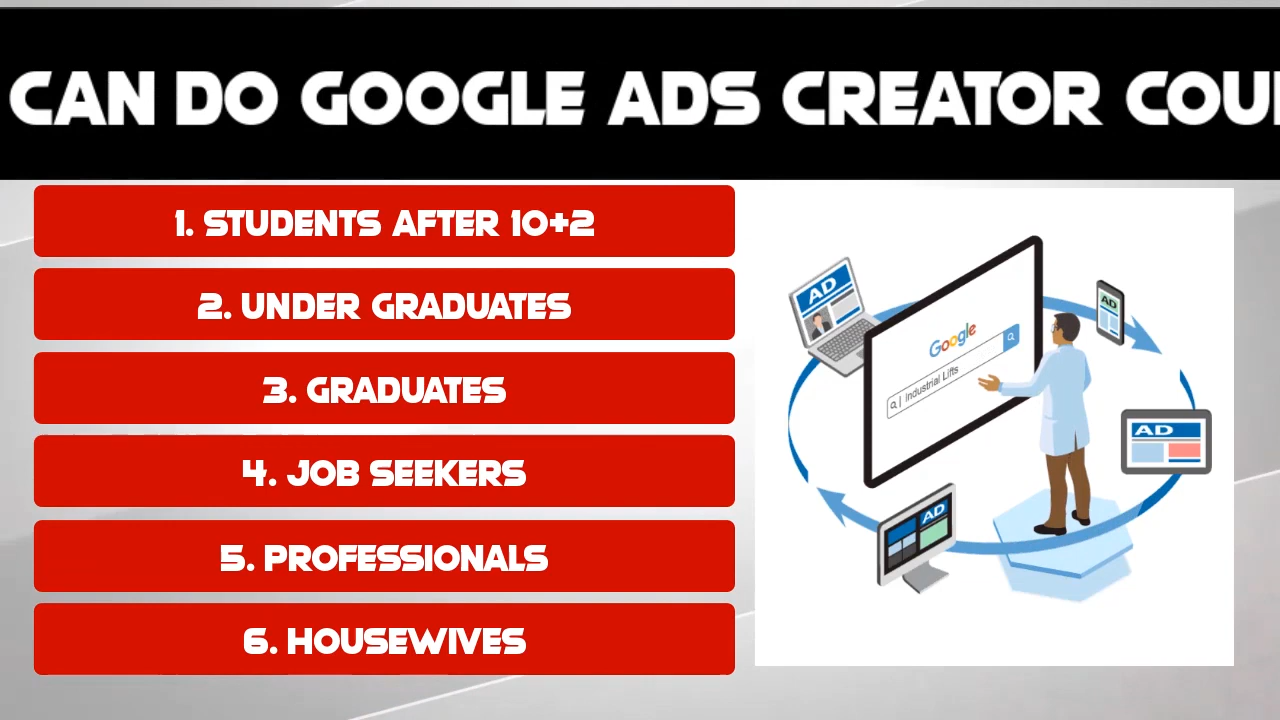 CAN DO GOOGLE ADS CREATOR COU
1. STUDENTS AFTER 10+2
2. UNDER GRADUATES
3. GRADUATES
4. JOB SEEKERS
5. PROFESSIONALS
6. HOUSEWIVES
AD
AD
Google
Industrial Lifts
AD
AD